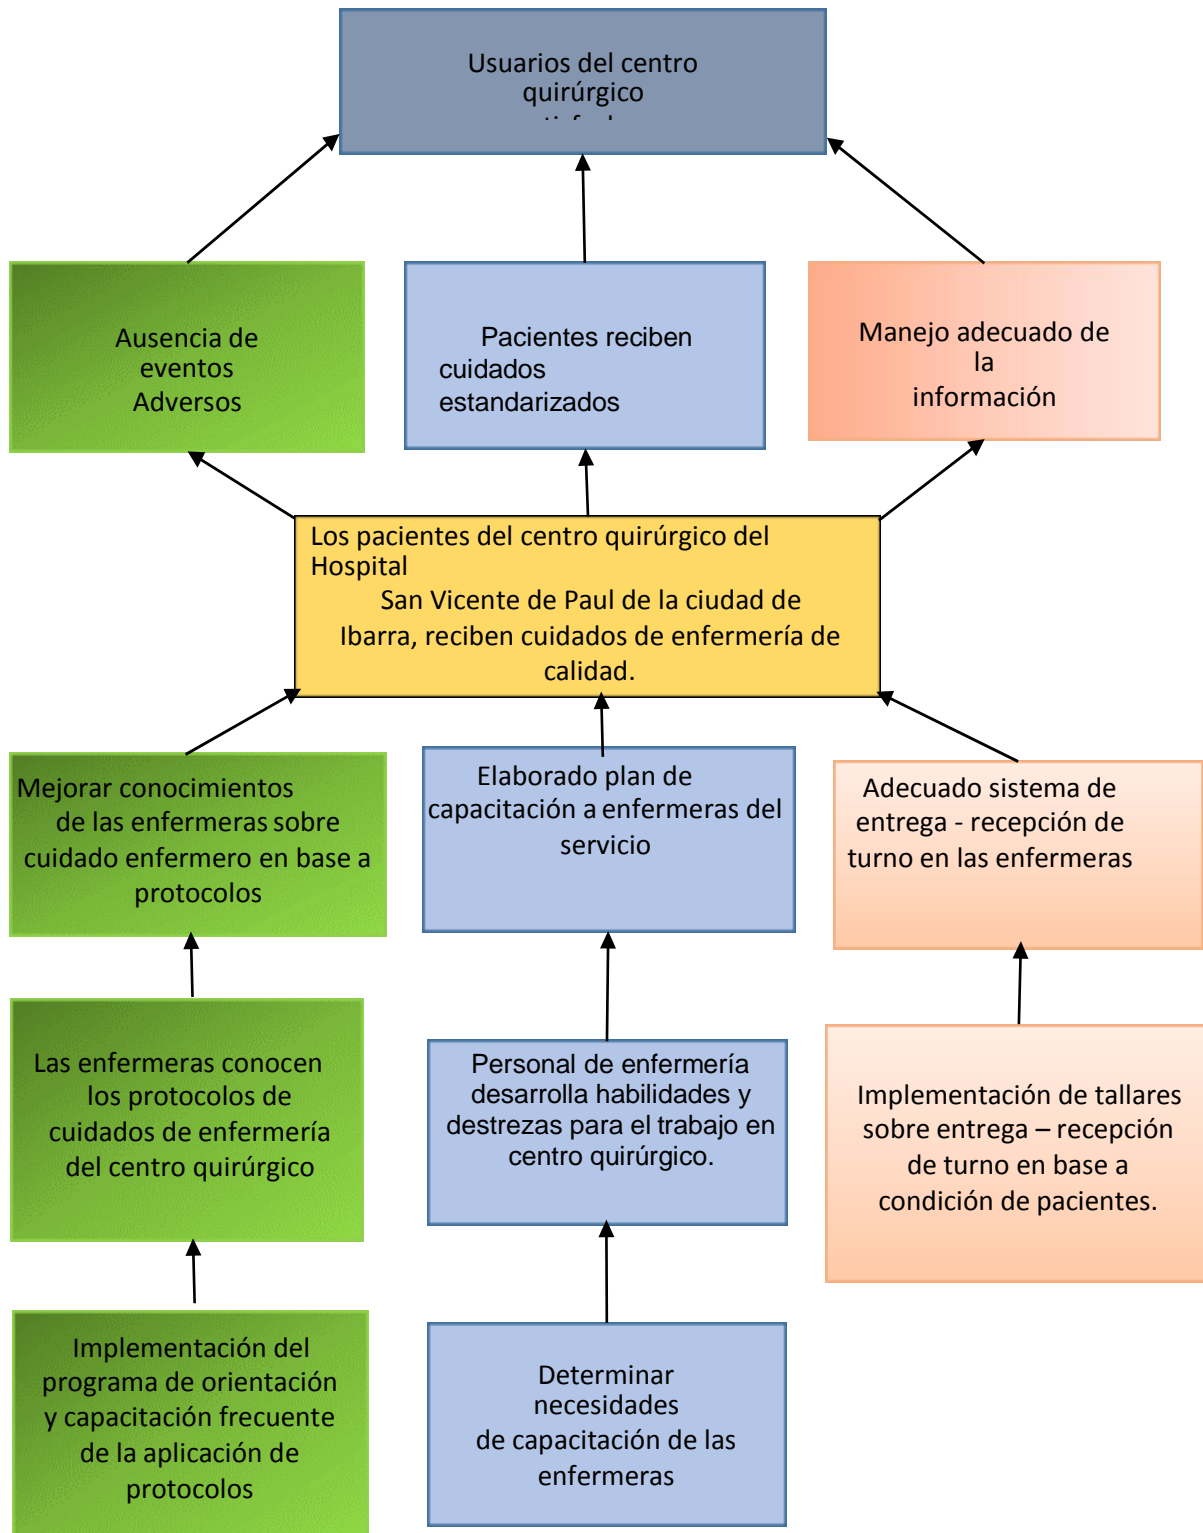 Usuarios del centro
quirúrgico
Ausencia de
eventos
Adversos
Pacientes reciben
cuidados
estandarizados
Manejo adecuado de
la
información
Los pacientes del centro quirúrgico del
Hospital
San Vicente de Paul de la ciudad de
Ibarra, reciben cuidados de enfermería de
calidad.
Mejorar conocimientos
de las enfermeras sobre
cuidado enfermero en base a
protocolos
Elaborado plan de
capacitación a enfermeras del
servicio
Adecuado sistema de
entrega - recepción de
turno en las enfermeras
Las enfermeras conocen
los protocolos de
cuidados de enfermería
del centro quirúrgico
Personal de enfermería
desarrolla habilidades y
destrezas para el trabajo en
centro quirúrgico.
Implementación de tallares
sobre entrega – recepción
de turno en base a
condición de pacientes.
Implementación del
programa de orientación
y capacitación frecuente
de la aplicación de
protocolos
Determinar
necesidades
de capacitación de las
enfermeras